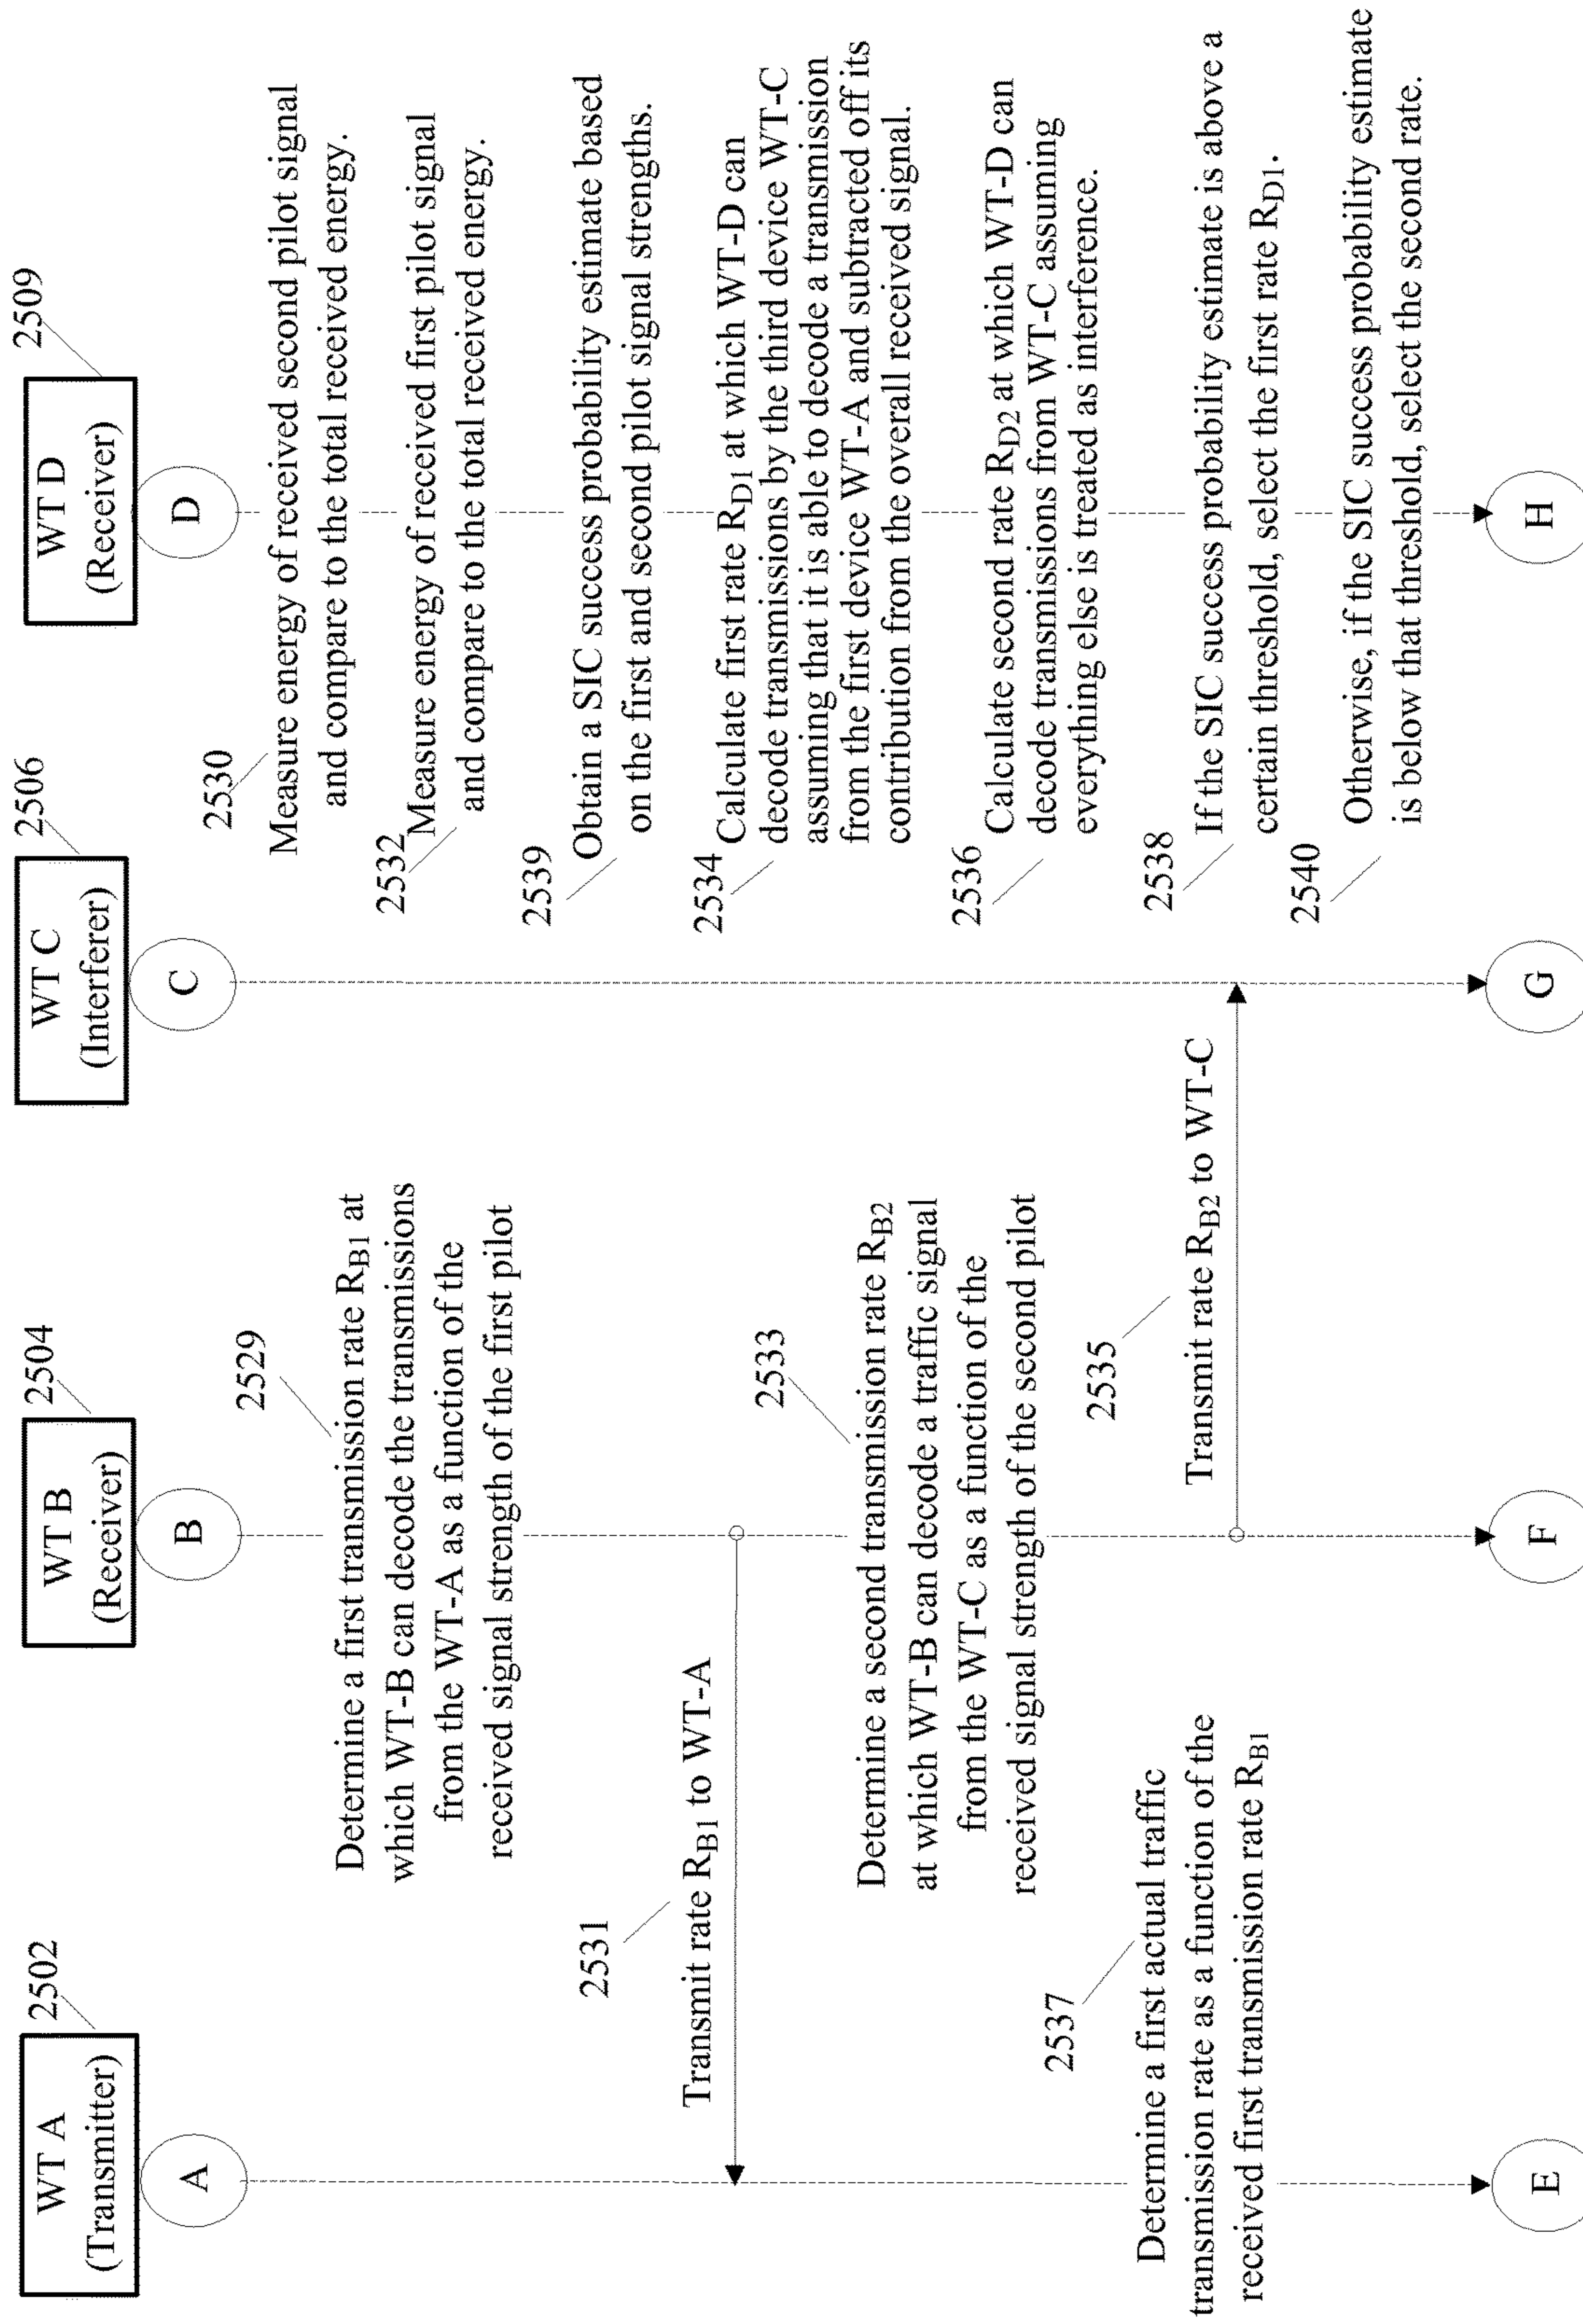 WT A
(Transmitter)
2502
A
WT B
(Receiver)
2504
B
WT C
(Interferer)
2506
C
WT D
(Receiver)
2509
D
2530
Measure energy of received second pilot signal
and compare to the total received energy.
2532
Measure energy of received first pilot signal
and compare to the total received energy.
2529
Determine a first transmission rate RB1 at
which WT-B can decode the transmissions
from the WT-A as a function of the
received signal strength of the first pilot
2539
Obtain a SIC success probability estimate based
on the first and second pilot signal strengths.
2531
Transmit rate RB1 to WT-A
2534
Calculate first rate RD1 at which WT-D can
decode transmissions by the third device WT-C
assuming that it is able to decode a transmission
from the first device WT-A and subtracted off its
contribution from the overall received signal.
2533
Determine a second transmission rate RB2
at which WT-B can decode a traffic signal
from the WT-C as a function of the
received signal strength of the second pilot
2536
Calculate second rate RD2 at which WT-D can
decode transmissions from WT-C assuming
everything else is treated as interference.
2535
Transmit rate RB2 to WT-C
2537
Determine a first actual traffic
transmission rate as a function of the
received first transmission rate RB1
2538
If the SIC success probability estimate is above a
certain threshold, select the first rate RD1.
2540
Otherwise, if the SIC success probability estimate
is below that threshold, select the second rate.
E
F
G
H